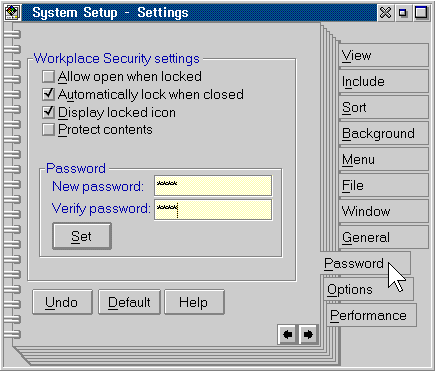 System Setup - Settings
Workplace Security settings
Allow open when locked
Automatically lock when closed
Display locked icon
Protect contents
Password
New password: ****
Verify password: ****
Set
Undo Default Help
View
Include
Sort
Background
Menu
File
Window
General
Password
Options
Performance